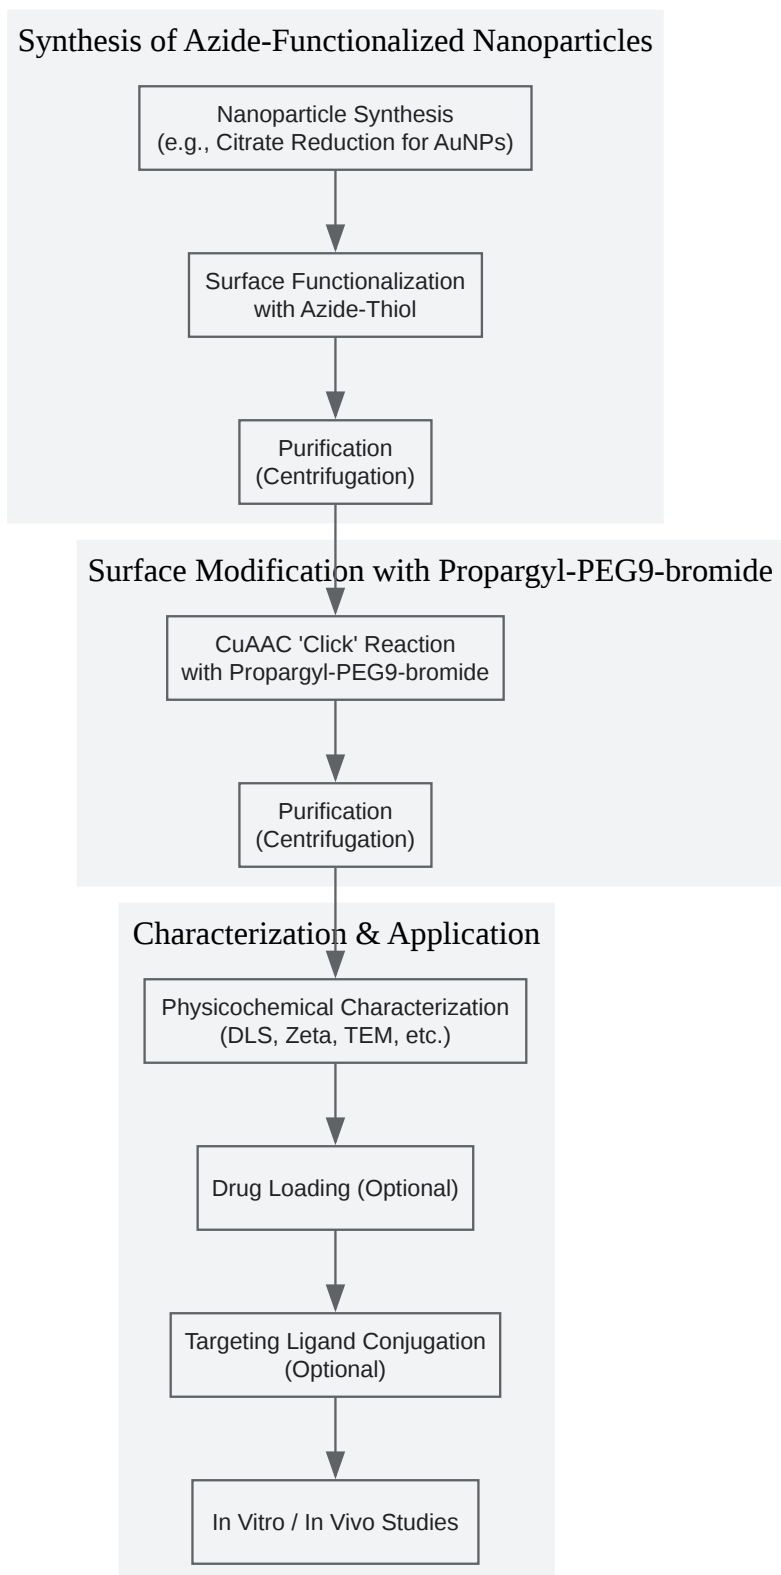 Synthesis of Azide-Functionalized Nanoparticles
Nanoparticle Synthesis
(e.g., Citrate Reduction for AuNPs)
Surface Functionalization
with Azide-Thiol
Purification
(Centrifugation)
Surface Modification with Propargyl-PEG9-bromide
CuAAC 'Click' Reaction
with Propargyl-PEG9-bromide
Purification
(Centrifugation)
Characterization & Application
Physicochemical Characterization
(DLS, Zeta, TEM, etc.)
Drug Loading (Optional)
Targeting Ligand Conjugation
(Optional)
In Vitro / In Vivo Studies